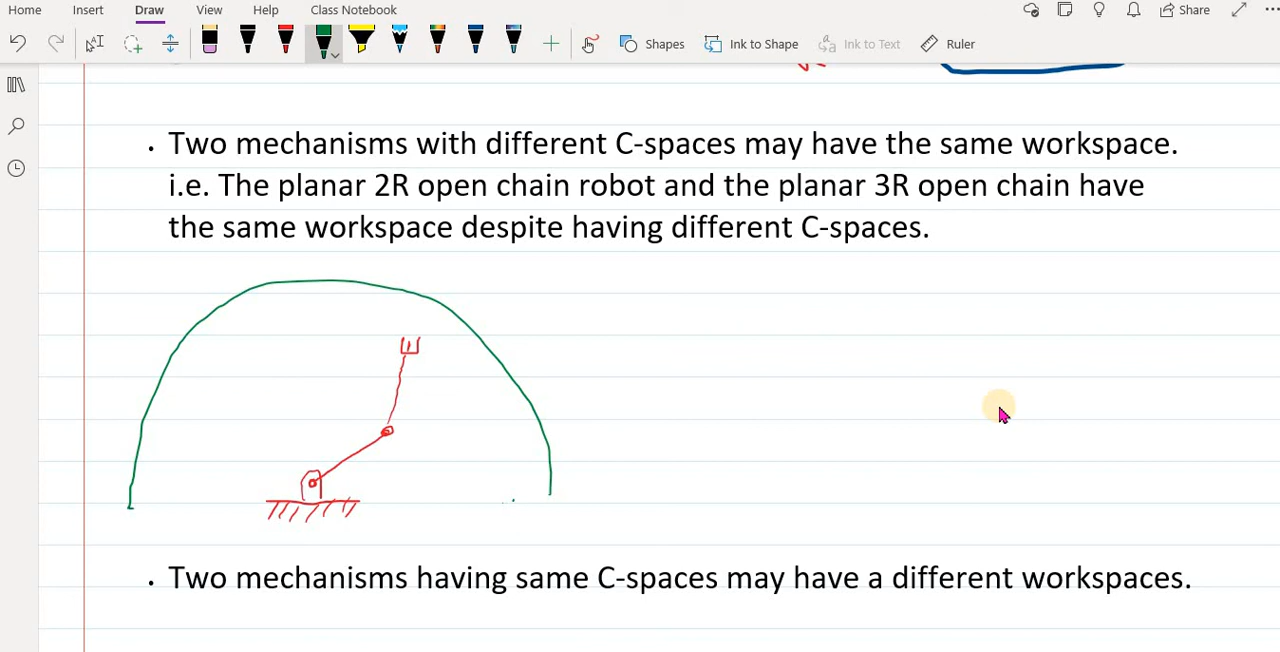 Home Insert Draw View Help Class Notebook Share
Shapes Ink to Shape Ink to Text Ruler
. Two mechanisms with different C-spaces may have the same workspace.
i.e. The planar 2R open chain robot and the planar 3R open chain have
the same workspace despite having different C-spaces.
. Two mechanisms having same C-spaces may have a different workspaces.